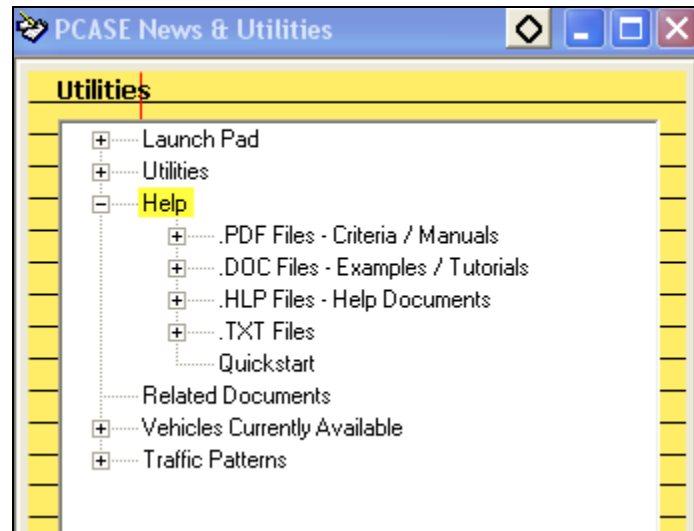 PCASE News & Utilities
Utilities
Launch Pad
Utilities
Help
.PDF Files - Criteria / Manuals
.DOC Files - Examples / Tutorials
.HLP Files - Help Documents
.TXT Files
Quickstart
Related Documents
Vehicles Currently Available
Traffic Patterns